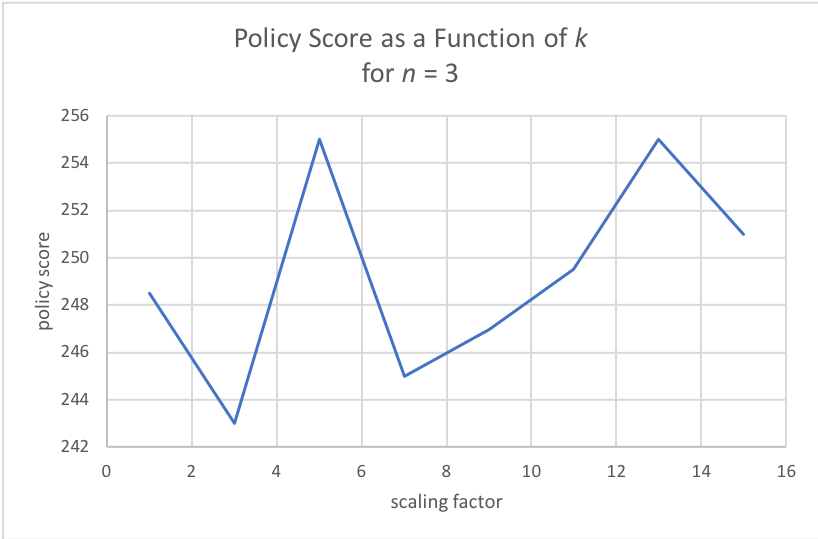 Policy Score as a Function of k
for n = 3
256
254
252
250
248
246
244
242
policy score
0 2 4 6 8 10 12 14 16
scaling factor